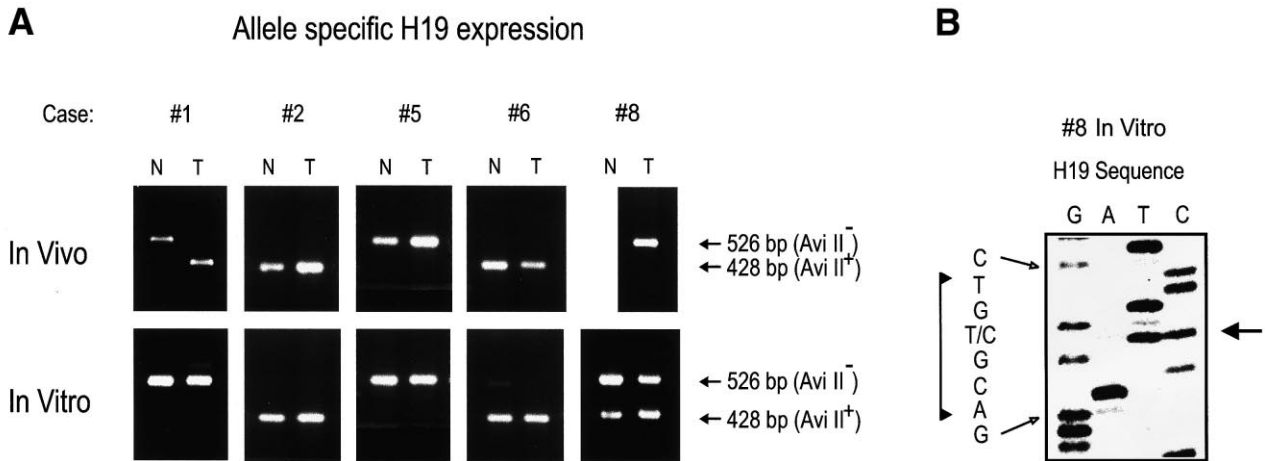 A
Allele specific H19 expression
Case: #1 #2 #5 #6 #8
N T N T N T N T N T
In Vivo
← 526 bp (Avi II⁻)
← 428 bp (Avi II⁺)
In Vitro
← 526 bp (Avi II⁻)
← 428 bp (Avi II⁺)
B
#8 In Vitro
H19 Sequence
G A T C
C
T
G
T/C
G
C
A
G